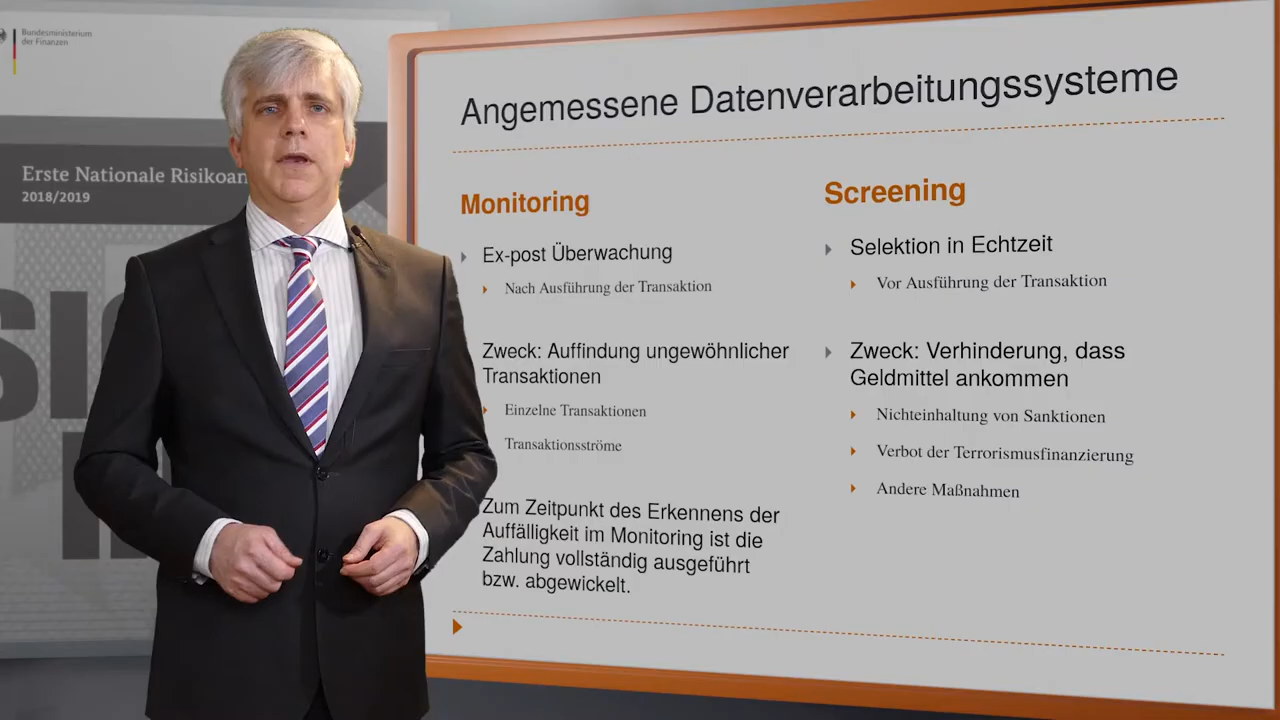 Bundesministerium
der Finanzen
Erste Nationale Risikoan
2018/2019
Angemessene Datenverarbeitungssysteme
Monitoring
Ex-post Überwachung
Nach Ausführung der Transaktion
Zweck: Auffindung ungewöhnlicher
Transaktionen
Einzelne Transaktionen
Transaktionsströme
Zum Zeitpunkt des Erkennens der
Auffälligkeit im Monitoring ist die
Zahlung vollständig ausgeführt
bzw. abgewickelt.
Screening
Selektion in Echtzeit
Vor Ausführung der Transaktion
Zweck: Verhinderung, dass
Geldmittel ankommen
Nichteinhaltung von Sanktionen
Verbot der Terrorismusfinanzierung
Andere Maßnahmen